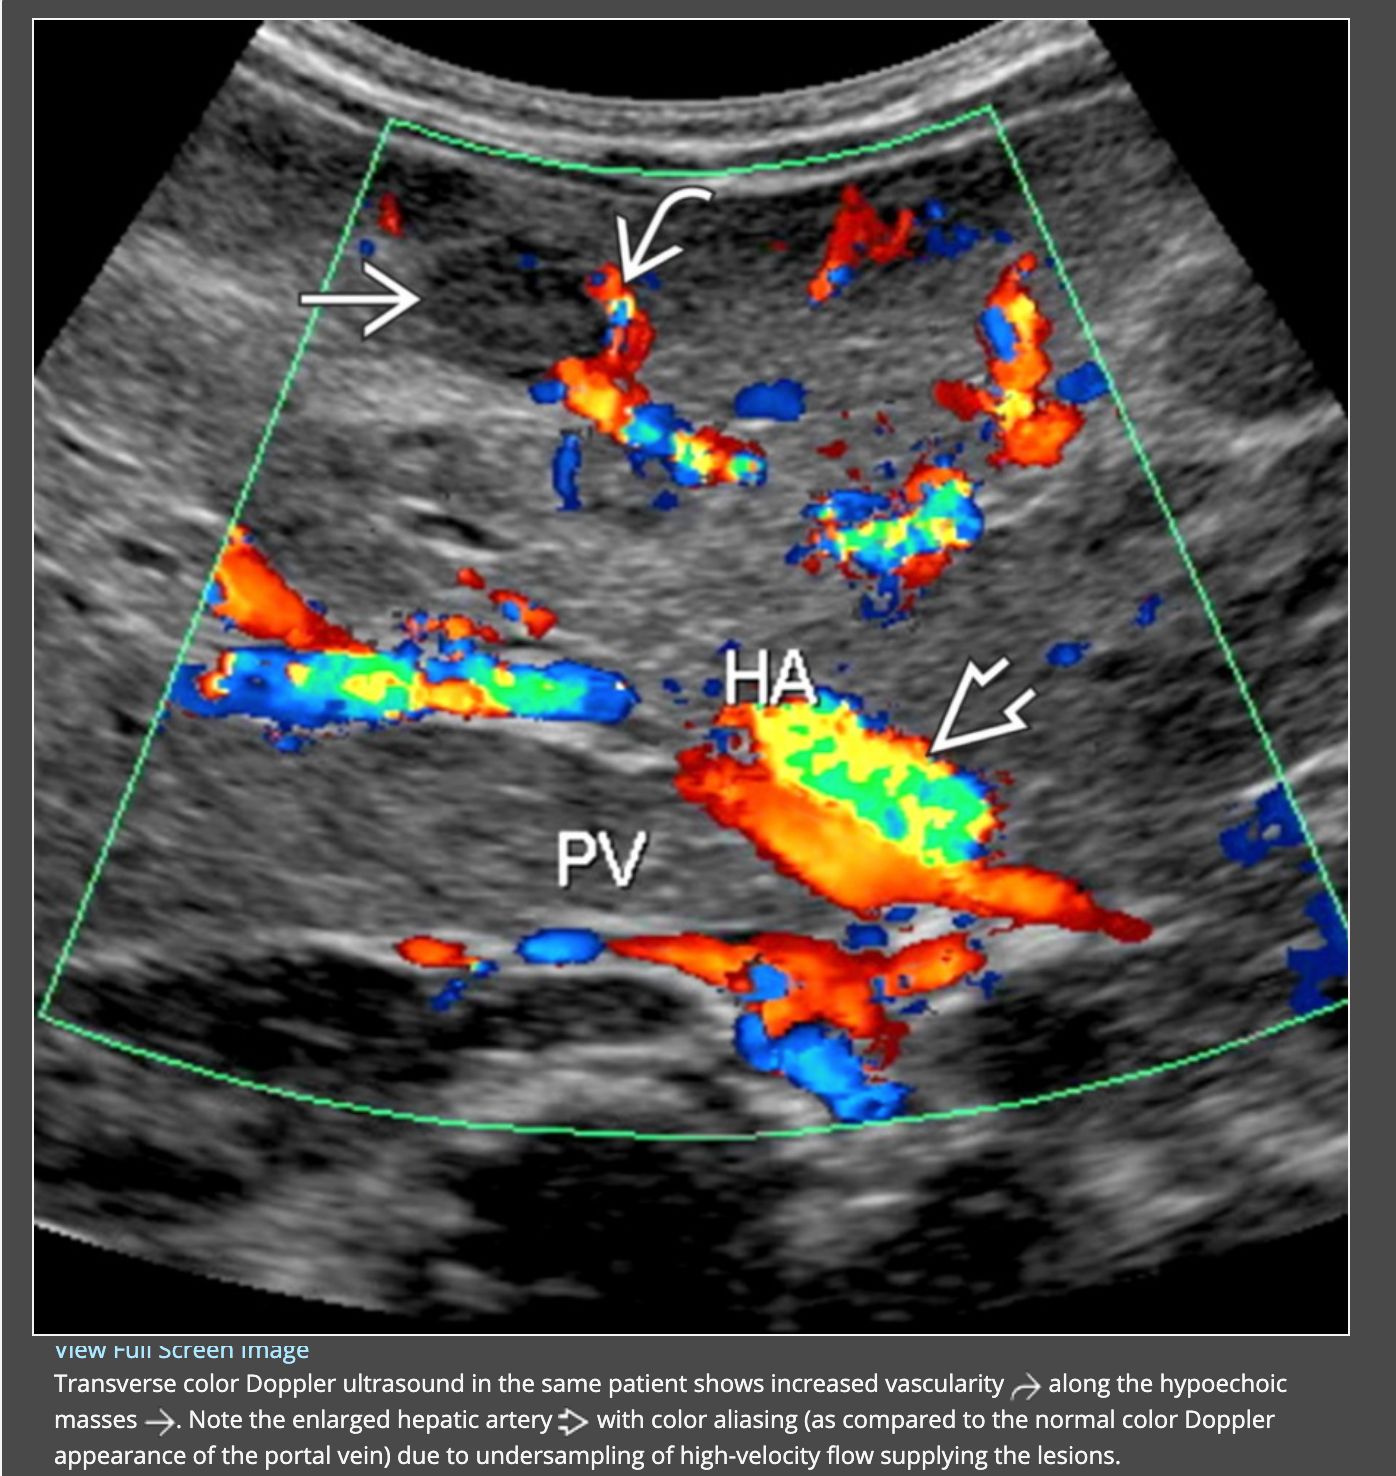 HA
PV
View Full Screen Image
Transverse color Doppler ultrasound in the same patient shows increased vascularity along the hypoechoic
masses. Note the enlarged hepatic artery with color aliasing (as compared to the normal color Doppler
appearance of the portal vein) due to undersampling of high-velocity flow supplying the lesions.